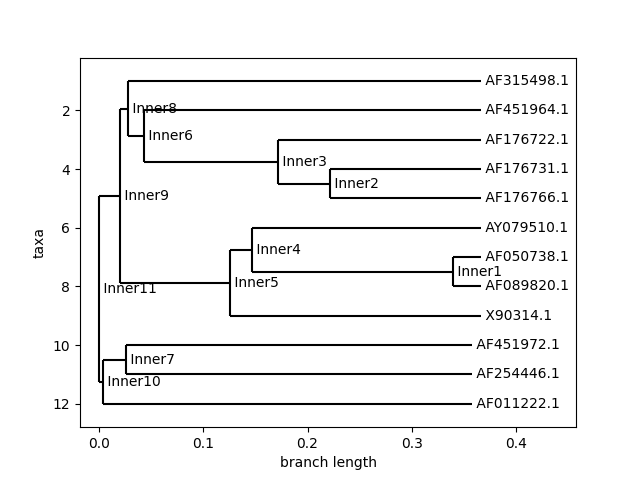 AF315498.1
Inner8
2
AF451964.1
Inner6
AF176722.1
Inner3
4
AF176731.1
Inner2
Inner9
AF176766.1
6
AY079510.1
Inner4
taxa
AF050738.1
Inner1
Inner5
8
Inner11
AF089820.1
X90314.1
10
AF451972.1
Inner7
AF254446.1
Inner10
12
AF011222.1
0.0 0.1 0.2 0.3 0.4
branch length